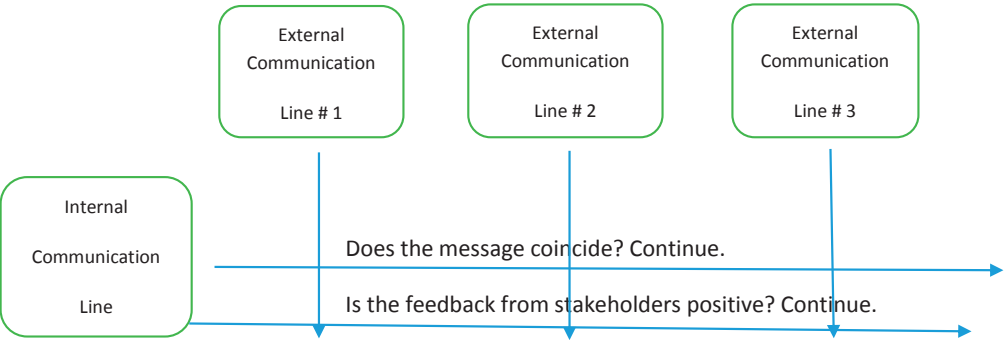 External
Communication
Line # 1
External
Communication
Line # 2
External
Communication
Line # 3
Internal
Communication
Line
Does the message coincide? Continue.
Is the feedback from stakeholders positive? Continue.